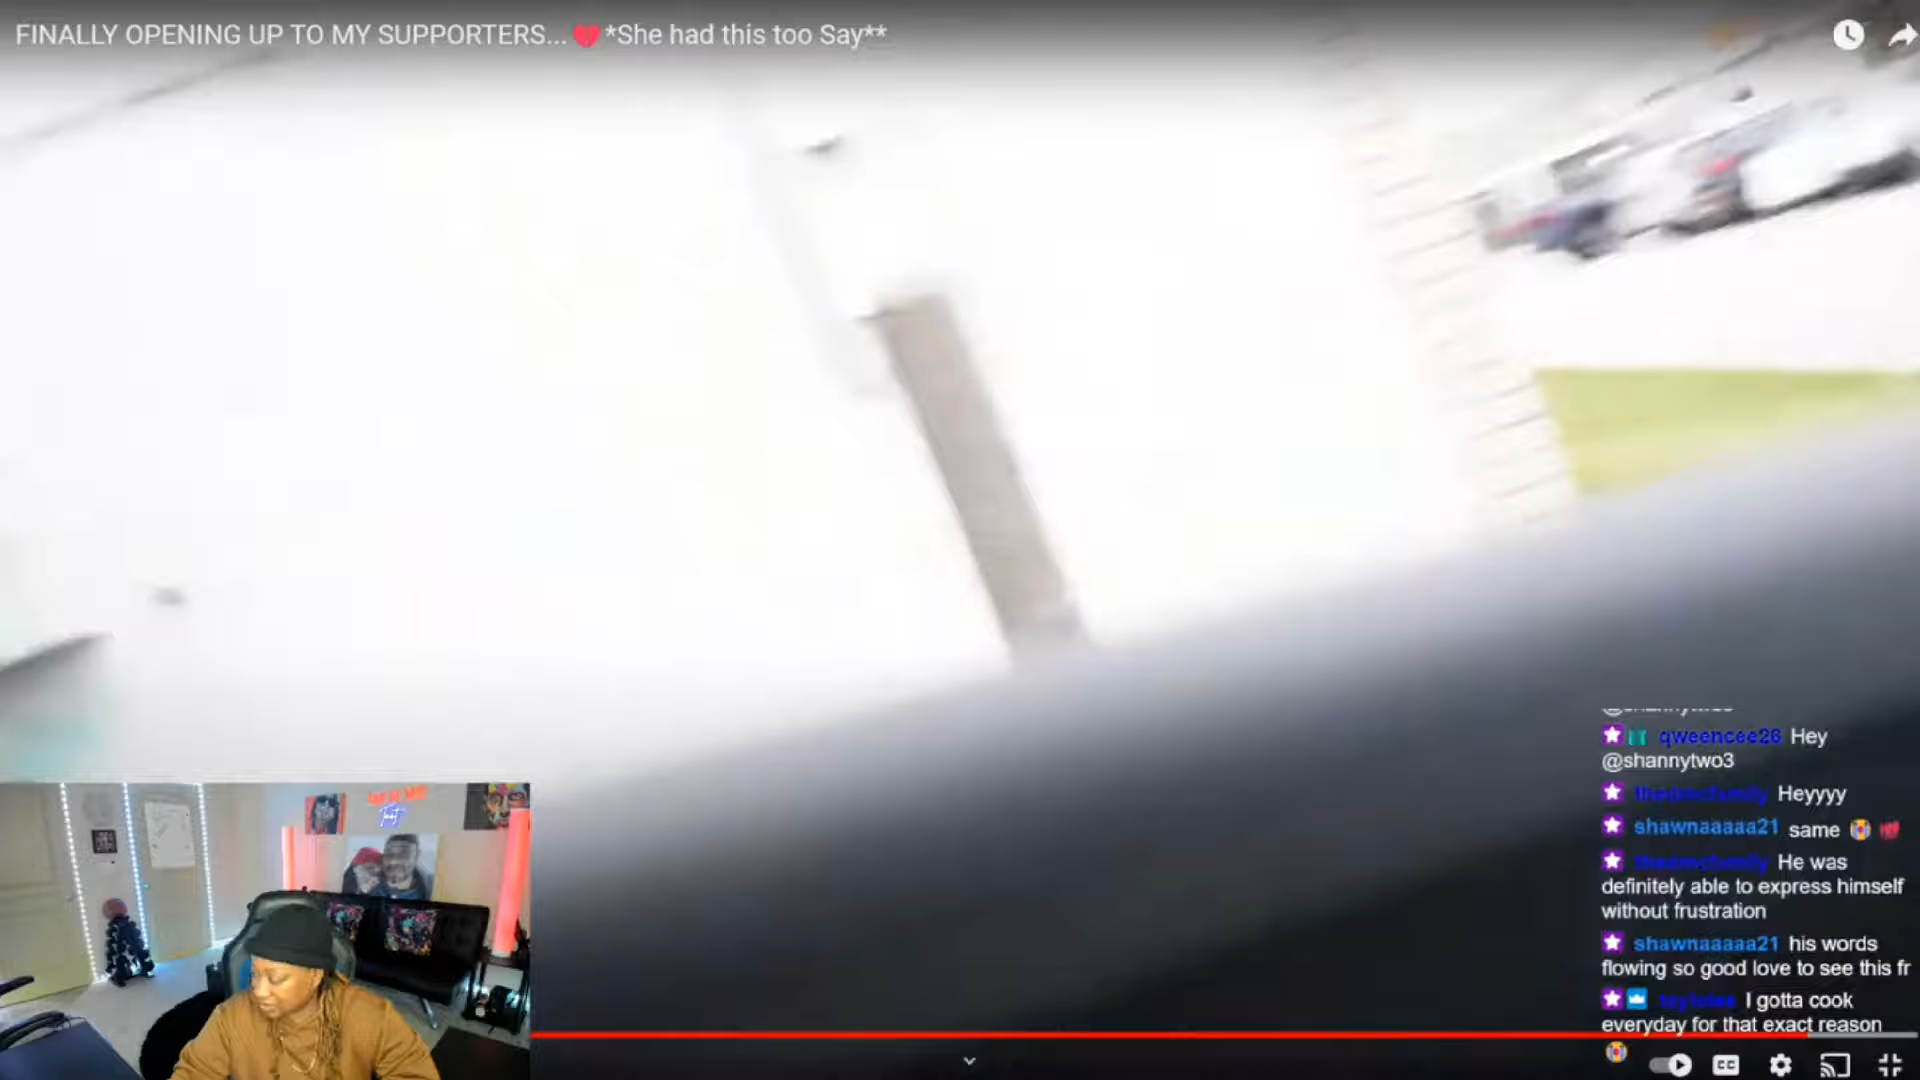 FINALLY OPENING UP TO MY SUPPORTERS... *She had this too Say**
qweencee26 Hey
@shannytwo3
Heyyyy
shawnaaaaa21 same
He was
definitely able to express himself
without frustration
shawnaaaaa21 his words
flowing so good love to see this fr
I gotta cook
everyday for that exact reason
CC